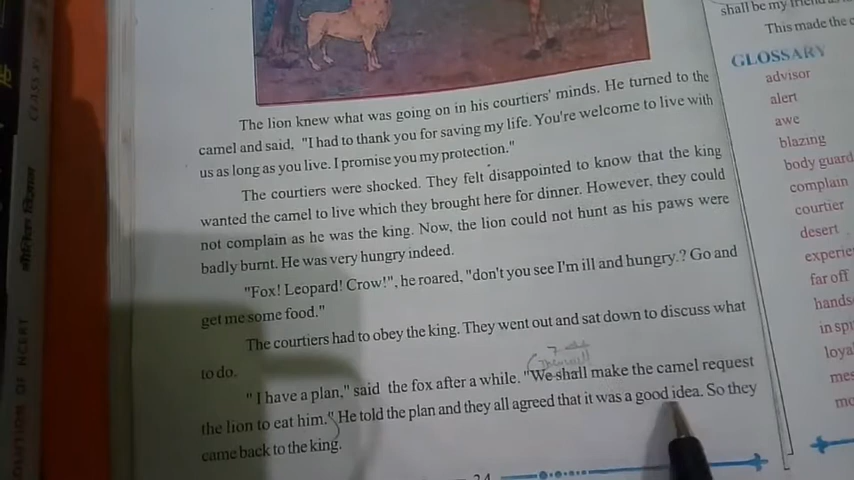 The lion knew what was going on in his courtiers' minds. He turned to the
camel and said, "I had to thank you for saving my life. You're welcome to live with
us as long as you live. I promise you my protection."
The courtiers were shocked. They felt disappointed to know that the king
wanted the camel to live which they brought here for dinner. However, they could
not complain as he was the king. Now, the lion could not hunt as his paws were
badly burnt. He was very hungry indeed.
"Fox! Leopard! Crow!", he roared, "don't you see I'm ill and hungry.? Go and
get me some food."
The courtiers had to obey the king. They went out and sat down to discuss what
to do.
" I have a plan," said the fox after a while. "We shall make the camel request
the lion to eat him." He told the plan and they all agreed that it was a good idea. So they
came back to the king.
24
shall be my friend
This made the
GLOSSARY
advisor
alert
awe
blazing
body guard
complain
courtier
desert
far off
CLASS XI
OF NCERT